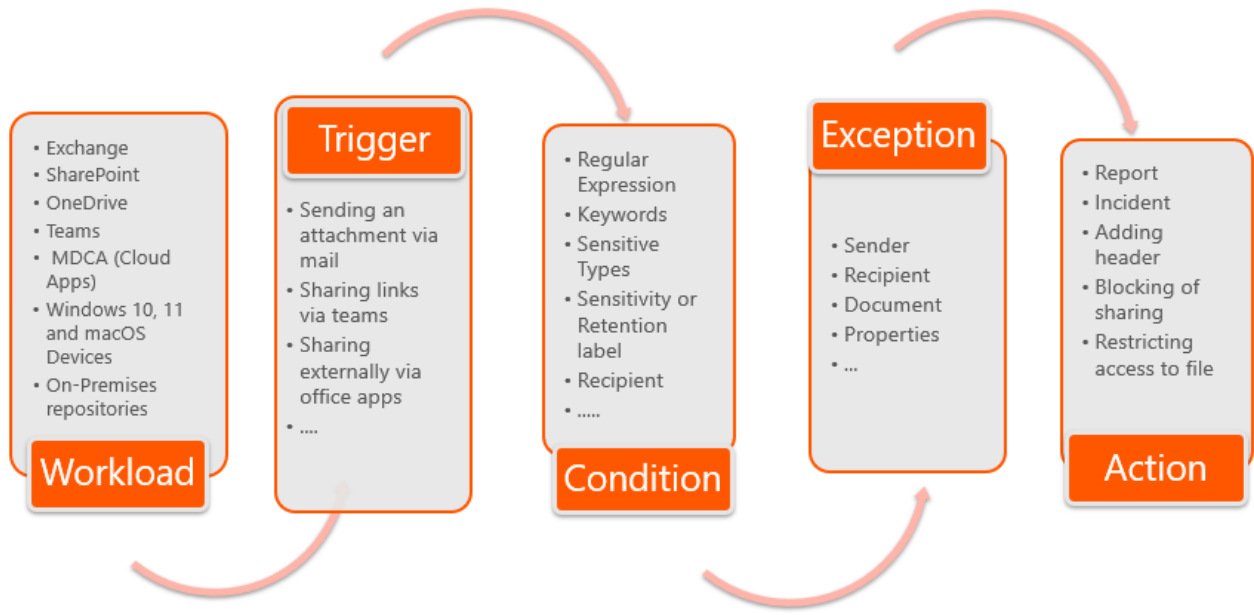 • Exchange
• SharePoint
• OneDrive
• Teams
• MDCA (Cloud
Apps)
• Windows 10, 11
and macOS
Devices
• On-Premises
repositories
Workload
Trigger
• Sending an
attachment via
mail
• Sharing links
via teams
• Sharing
externally via
office apps
• ....
• Regular
Expression
• Keywords
• Sensitive
Types
• Sensitivity or
Retention
label
• Recipient
• .....
Condition
Exception
• Sender
• Recipient
• Document
• Properties
• ...
• Report
• Incident
• Adding
header
• Blocking of
sharing
• Restricting
access to file
Action